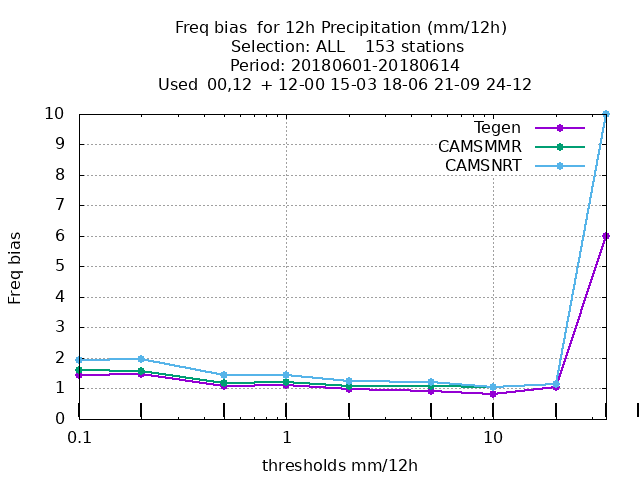 Freq bias  for 12h Precipitation (mm/12h)
Selection: ALL    153 stations
Period: 20180601-20180614
Used  00,12  + 12-00 15-03 18-06 21-09 24-12
Tegen
CAMSMMR
CAMSNRT
Freq bias
10
9
8
7
6
5
4
3
2
1
0
0.1 1 10
thresholds mm/12h